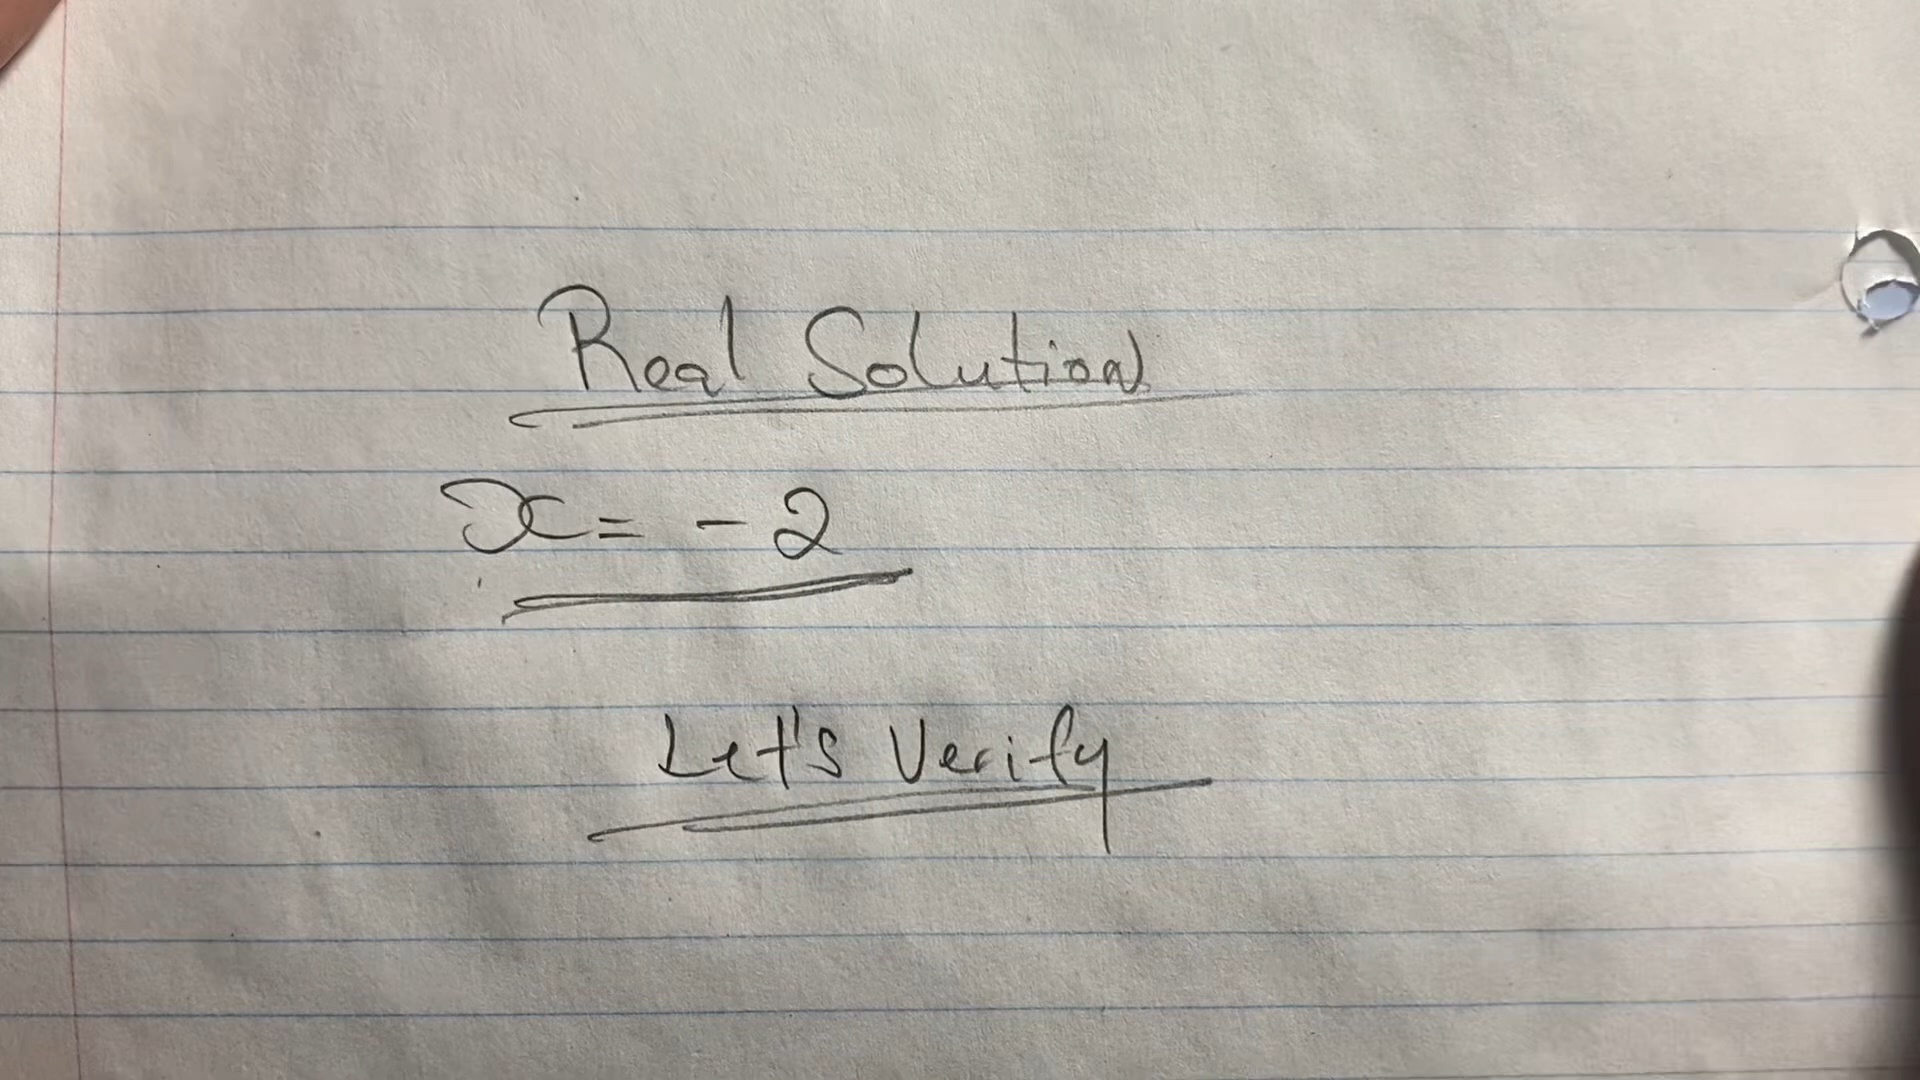 Real Solution
x = -2
Let's Verify